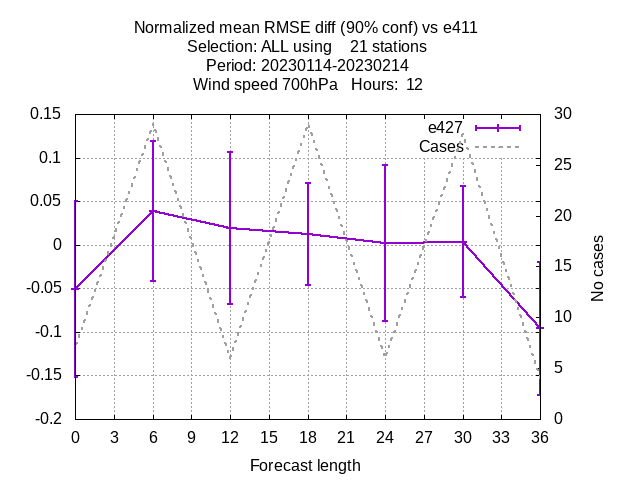 Normalized mean RMSE diff (90% conf) vs e411
Selection: ALL using    21 stations
Period: 20230114-20230214
Wind speed 700hPa   Hours:  12
e427
Cases
0.15
0.1
0.05
0
-0.05
-0.1
-0.15
-0.2
30
25
20
15
10
5
0
No cases
0 3 6 9 12 15 18 21 24 27 30 33 36
Forecast length